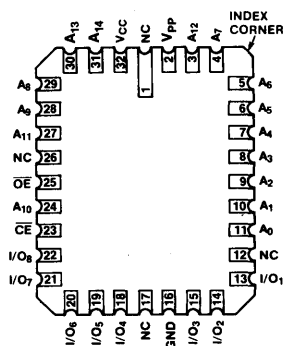 INDEX
CORNER
A13 A14 VCC NC VPP A12 A7
30 31 32 1 2 3 4
A8 29 5 A6
A9 28 6 A5
A11 27 7 A4
NC 26 8 A3
OE 25 9 A2
A10 24 10 A1
CE 23 11 A0
I/O8 22 12 NC
I/O7 21 13 I/O1
20 19 18 17 16 15 14
I/O6 I/O5 I/O4 NC GND I/O3 I/O2